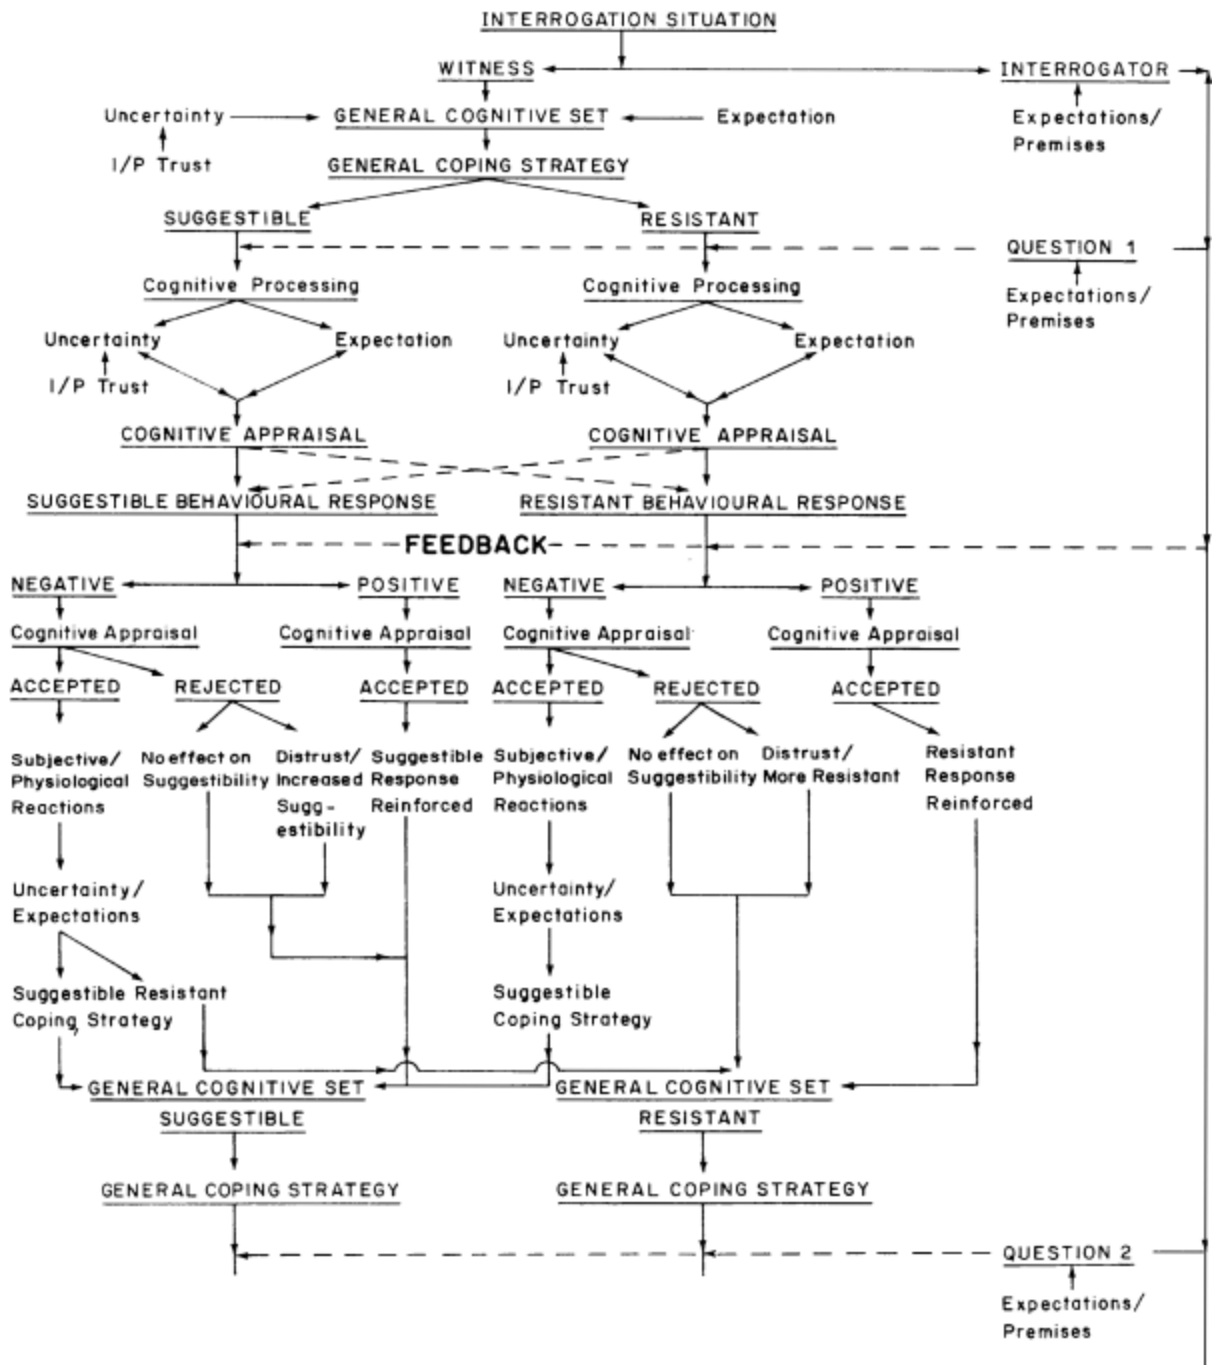 INTERROGATION SITUATION
WITNESS
INTERROGATOR
Uncertainty
GENERAL COGNITIVE SET
Expectation
Expectations/
Premises
I/P Trust
GENERAL COPING STRATEGY
SUGGESTIBLE
RESISTANT
QUESTION 1
Cognitive Processing
Cognitive Processing
Expectations/
Premises
Uncertainty
Expectation
Uncertainty
Expectation
I/P Trust
I/P Trust
COGNITIVE APPRAISAL
COGNITIVE APPRAISAL
SUGGESTIBLE BEHAVIOURAL RESPONSE
RESISTANT BEHAVIOURAL RESPONSE
FEEDBACK
NEGATIVE
POSITIVE
NEGATIVE
POSITIVE
Cognitive Appraisal
Cognitive Appraisal
Cognitive Appraisal
Cognitive Appraisal
ACCEPTED
REJECTED
ACCEPTED
ACCEPTED
REJECTED
ACCEPTED
Subjective/
Physiological
Reactions
No effect on
Suggestibility
Distrust/
Increased
Sugg-
estibility
Suggestible
Response
Reinforced
Subjective/
Physiological
Reactions
No effect on
Suggestibility
Distrust/
More Resistant
Resistant
Response
Reinforced
Uncertainty/
Expectations
Uncertainty/
Expectations
Suggestible Resistant
Coping, Strategy
Suggestible
Coping Strategy
GENERAL COGNITIVE SET
GENERAL COGNITIVE SET
SUGGESTIBLE
RESISTANT
GENERAL COPING STRATEGY
GENERAL COPING STRATEGY
QUESTION 2
Expectations/
Premises